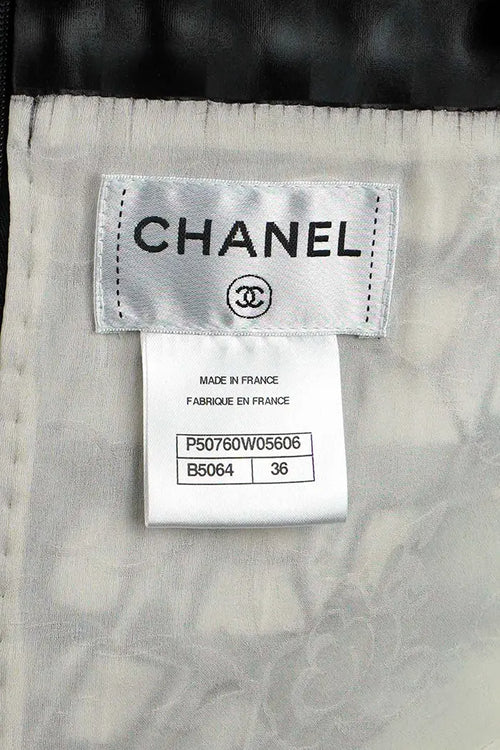 CHANEL
MADE IN FRANCE
FABRIQUE EN FRANCE
P50760W05606
B5064 36